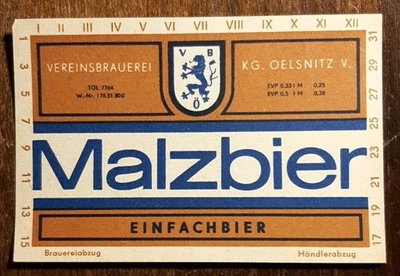 I II III IV V VI VII VIII IX X XI XII
1 3 5 7 9 11 13 15
VEREINSBRAUEREI
TGL 7764
W.-Nr. 176 51 300
V B
Ö
KG. OELSNITZ V.
EVP 0,33 l M 0,25
EVP 0,5 l M 0,38
31 29 27 25 23 21 19 17
Malzbier
EINFACHBIER
Brauereiabzug
Händlerabzug